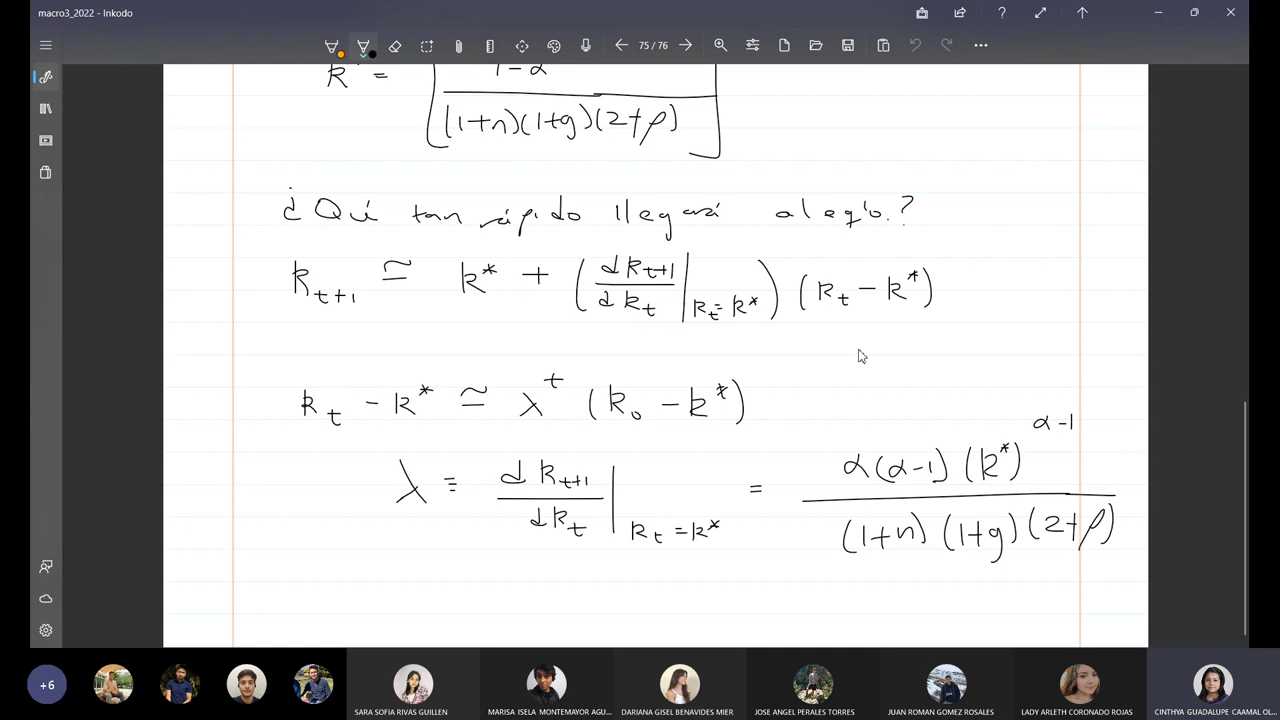 macro3_2022 - Inkodo
75 / 76
k* = [ 1-α
(1+n)(1+g)(2+ρ) ]
¿Qué tan rápido llegará al eqio.?
k_{t+1} ≅ k* + ( dk_{t+1} / dk_t |_{k_t = k*} ) (k_t - k*)
k_t - k* ≅ λ^t (k_0 - k*)
λ ≡ dk_{t+1} / dk_t |_{k_t = k*} = α(α-1)(k*)^{α-1} / (1+n)(1+g)(2+ρ)
+6
SARA SOFIA RIVAS GUILLEN
MARISA ISELA MONTEMAYOR AGU...
DARIANA GISEL BENAVIDES MIER
JOSE ANGEL PERALES TORRES
JUAN ROMAN GOMEZ ROSALES
LADY ARLETH CORONADO ROJAS
CINTHYA GUADALUPE CAAMAL OL...